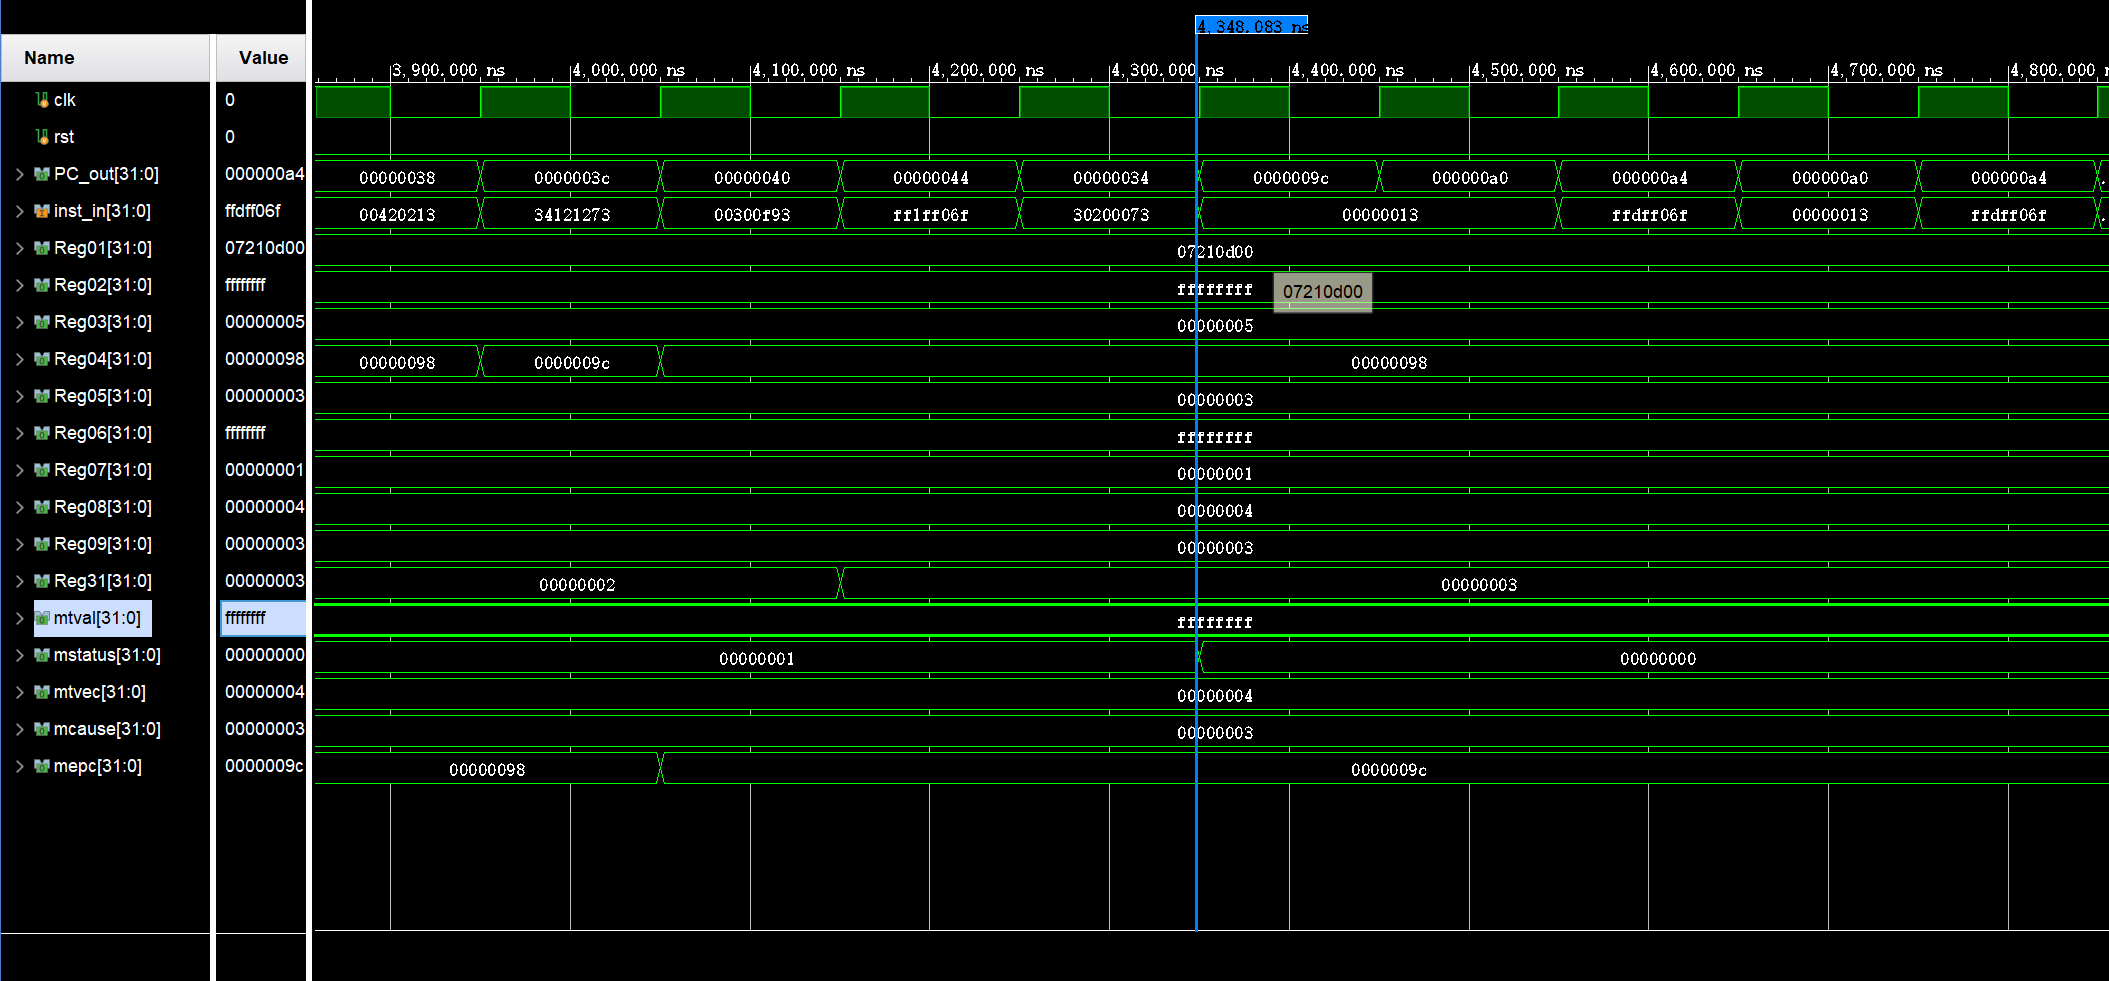 4,348.083 ns
Name Value
3,900.000 ns 4,000.000 ns 4,100.000 ns 4,200.000 ns 4,300.000 ns 4,400.000 ns 4,500.000 ns 4,600.000 ns 4,700.000 ns 4,800.000
clk 0
rst 0
PC_out[31:0] 000000a4 00000038 0000003c 00000040 00000044 00000034 0000009c 000000a0 000000a4 000000a0 000000a4
inst_in[31:0] ffdff06f 00420213 34121273 00300f93 ff1ff06f 30200073 00000013 ffdff06f 00000013 ffdff06f
Reg01[31:0] 07210d00 07210d00
Reg02[31:0] ffffffff ffffffff 07210d00
Reg03[31:0] 00000005 00000005
Reg04[31:0] 00000098 00000098 0000009c 00000098
Reg05[31:0] 00000003 00000003
Reg06[31:0] ffffffff ffffffff
Reg07[31:0] 00000001 00000001
Reg08[31:0] 00000004 00000004
Reg09[31:0] 00000003 00000003
Reg31[31:0] 00000003 00000002 00000003
mtval[31:0] ffffffff ffffffff
mstatus[31:0] 00000000 00000001 00000000
mtvec[31:0] 00000004 00000004
mcause[31:0] 00000003 00000003
mepc[31:0] 0000009c 00000098 0000009c